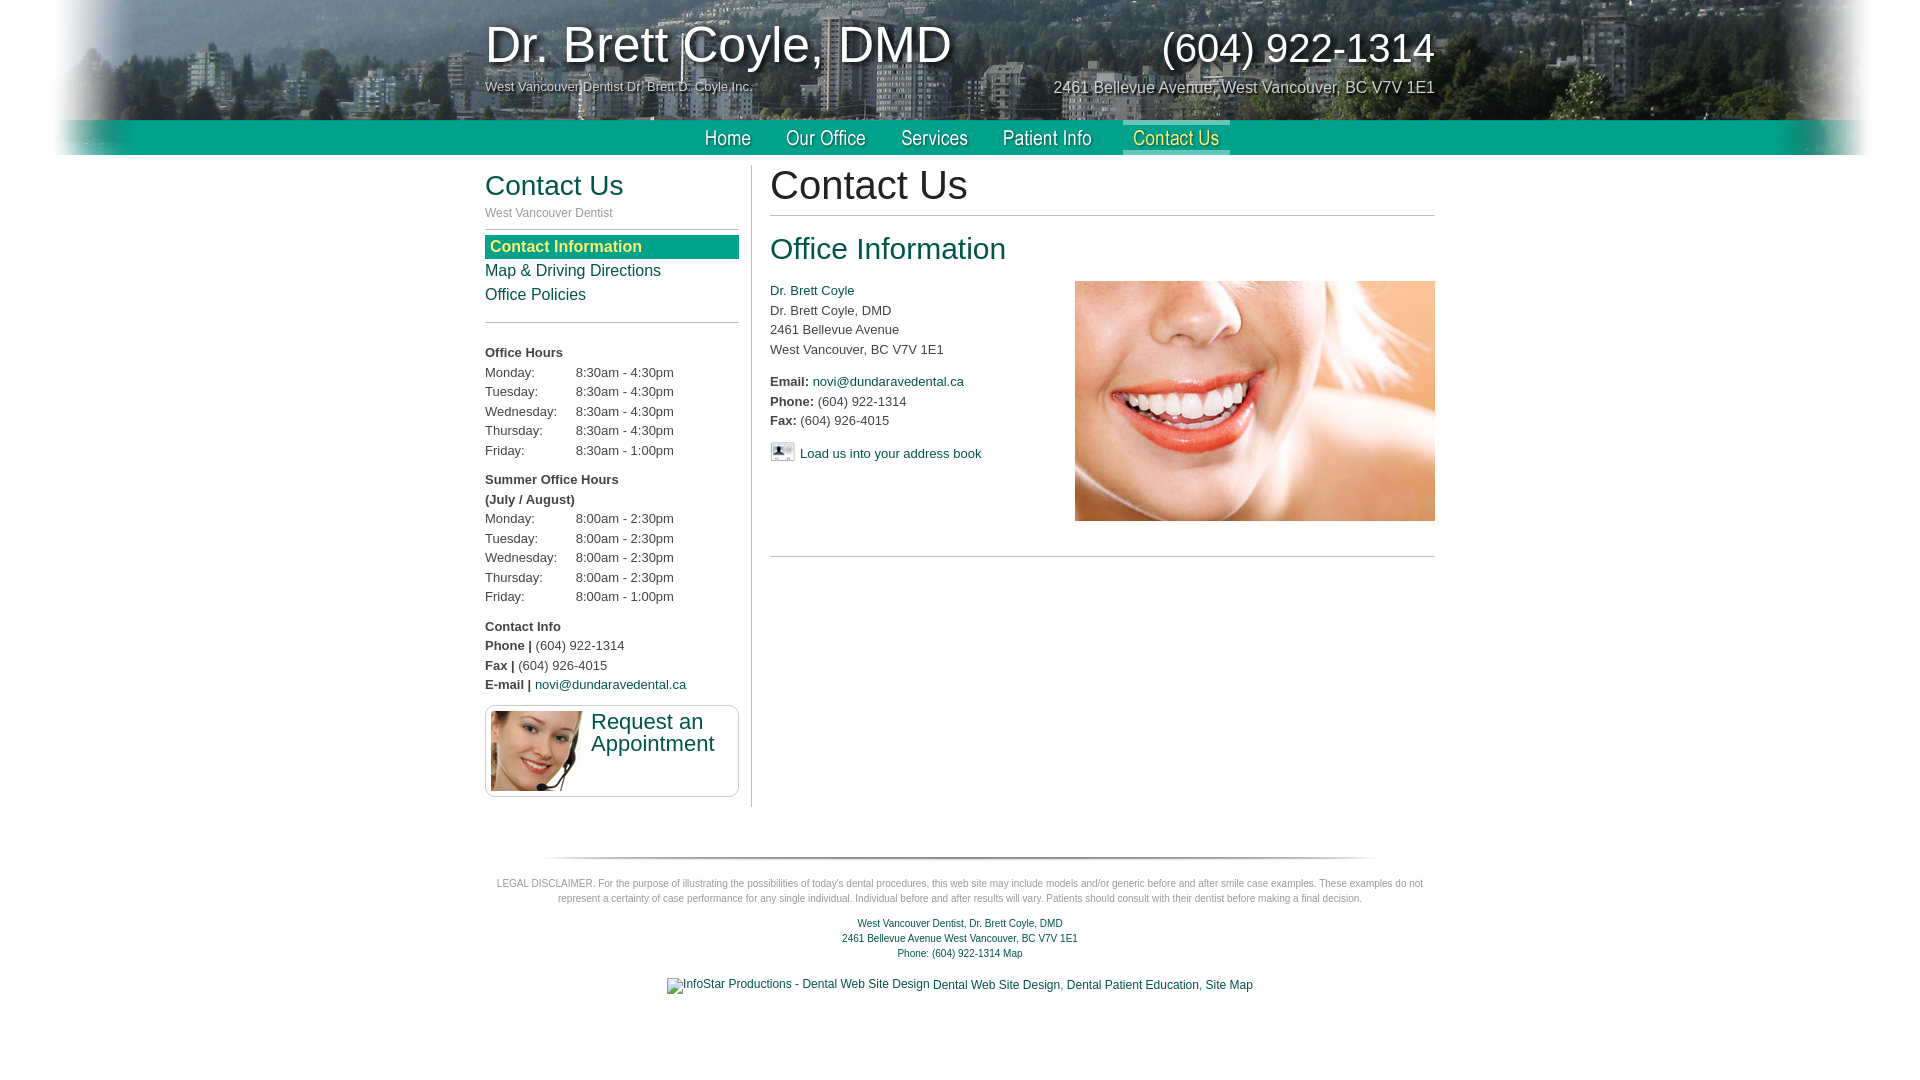 Dr. Brett Coyle, DMD
(604) 922-1314
West Vancouver Dentist Dr. Brett D. Coyle Inc.
2461 Bellevue Avenue, West Vancouver, BC V7V 1E1
Home Our Office Services Patient Info Contact Us
Contact Us
West Vancouver Dentist
Contact Information
Map & Driving Directions
Office Policies
Office Hours
Monday: 8:30am - 4:30pm
Tuesday: 8:30am - 4:30pm
Wednesday: 8:30am - 4:30pm
Thursday: 8:30am - 4:30pm
Friday: 8:30am - 1:00pm
Summer Office Hours
(July / August)
Monday: 8:00am - 2:30pm
Tuesday: 8:00am - 2:30pm
Wednesday: 8:00am - 2:30pm
Thursday: 8:00am - 2:30pm
Friday: 8:00am - 1:00pm
Contact Info
Phone | (604) 922-1314
Fax | (604) 926-4015
E-mail | novi@dundaravedental.ca
Request an
Appointment
Contact Us
Office Information
Dr. Brett Coyle
Dr. Brett Coyle, DMD
2461 Bellevue Avenue
West Vancouver, BC V7V 1E1
Email: novi@dundaravedental.ca
Phone: (604) 922-1314
Fax: (604) 926-4015
Load us into your address book
LEGAL DISCLAIMER. For the purpose of illustrating the possibilities of today's dental procedures, this web site may include models and/or generic before and after smile case examples. These examples do not
represent a certainty of case performance for any single individual. Individual before and after results will vary. Patients should consult with their dentist before making a final decision.
West Vancouver Dentist, Dr. Brett Coyle, DMD
2461 Bellevue Avenue West Vancouver, BC V7V 1E1
Phone: (604) 922-1314 Map
InfoStar Productions - Dental Web Site Design Dental Web Site Design, Dental Patient Education, Site Map